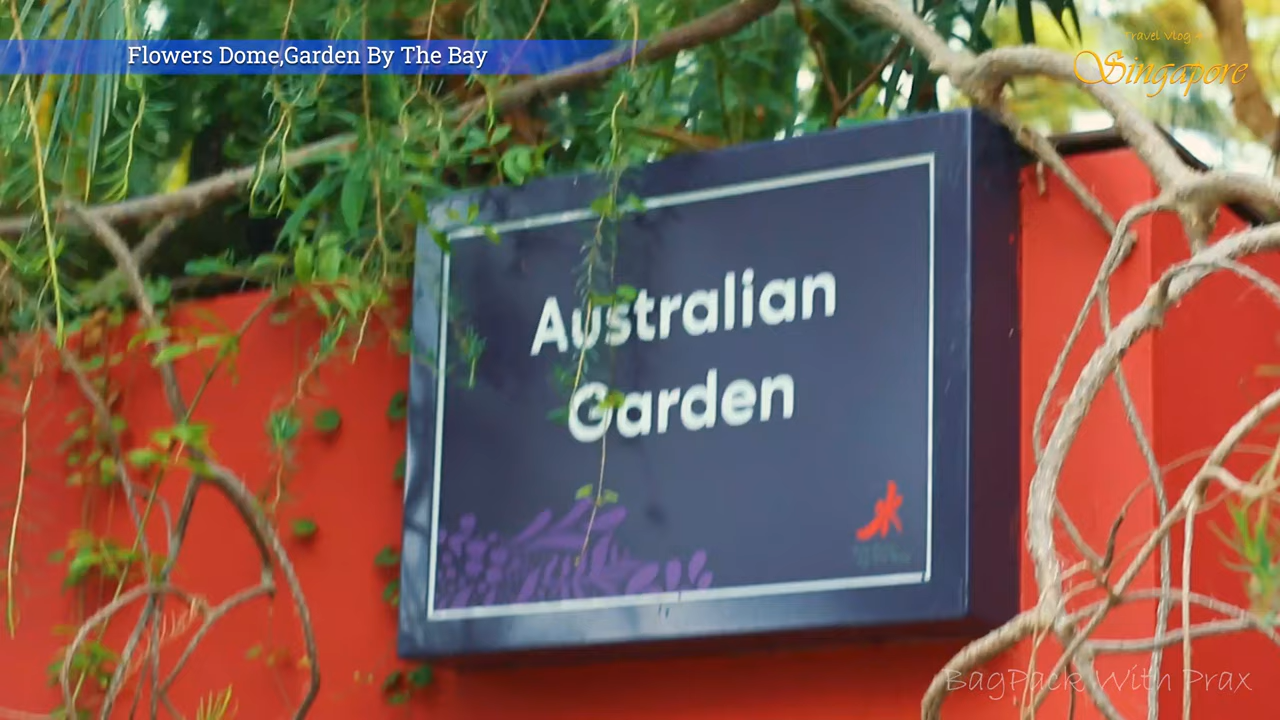 Flowers Dome,Garden By The Bay
Travel Vlog
Singapore
Australian
Garden
BagPack With Prax